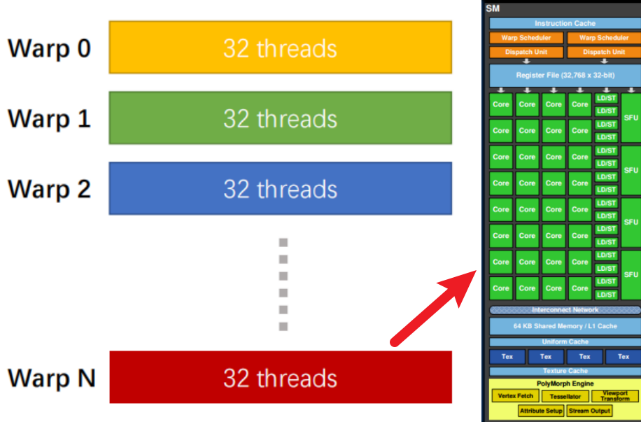 Warp 0
32 threads
Warp 1
32 threads
Warp 2
32 threads
Warp N
32 threads
SM
Instruction Cache
Warp Scheduler
Warp Scheduler
Dispatch Unit
Dispatch Unit
Register File (32,768 x 32-bit)
Core Core Core Core LD/ST
LD/ST
SFU
Core Core Core Core LD/ST
LD/ST
Core Core Core Core LD/ST
LD/ST
SFU
Core Core Core Core LD/ST
LD/ST
Core Core Core Core LD/ST
LD/ST
SFU
Core Core Core Core LD/ST
LD/ST
Core Core Core Core LD/ST
LD/ST
SFU
Core Core Core Core LD/ST
LD/ST
Interconnect Network
64 KB Shared Memory / L1 Cache
Uniform Cache
Tex Tex Tex Tex
Texture Cache
PolyMorph Engine
Vertex Fetch
Tessellator
Viewport
Transform
Attribute Setup
Stream Output